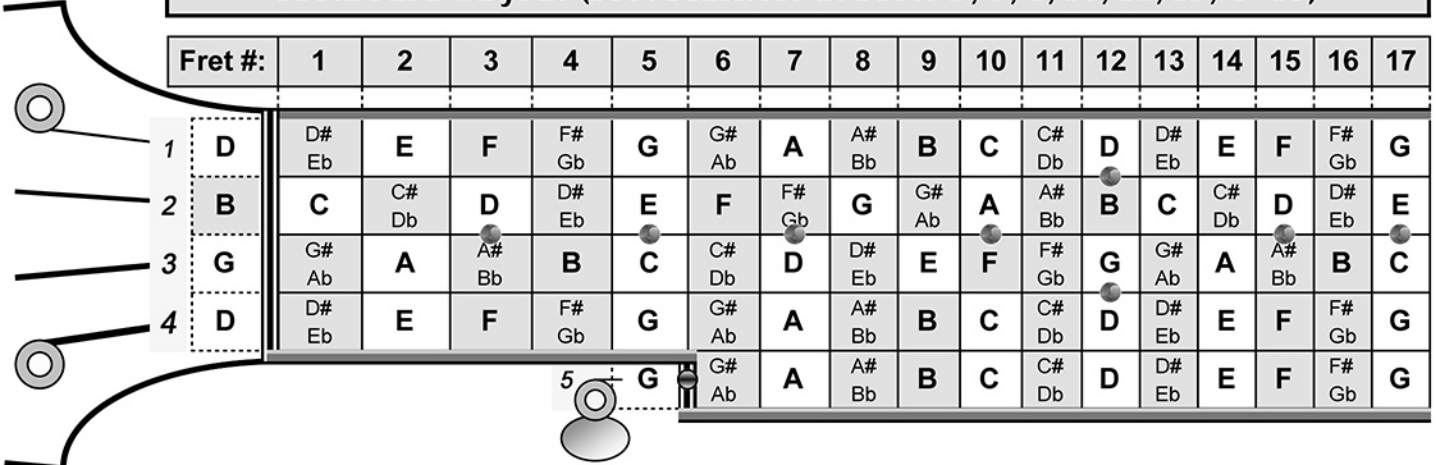 Fret #: 1 2 3 4 5 6 7 8 9 10 11 12 13 14 15 16 17
1 D D# Eb E F F# Gb G G# Ab A A# Bb B C C# Db D D# Eb E F F# Gb G
2 B C C# Db D D# Eb E F F# Gb G G# Ab A A# Bb B C C# Db D D# Eb E
3 G G# Ab A A# Bb B C C# Db D D# Eb E F F# Gb G G# Ab A A# Bb B C
4 D D# Eb E F F# Gb G G# Ab A A# Bb B C C# Db D D# Eb E F F# Gb G
5 G G# Ab A A# Bb B C C# Db D D# Eb E F F# Gb G